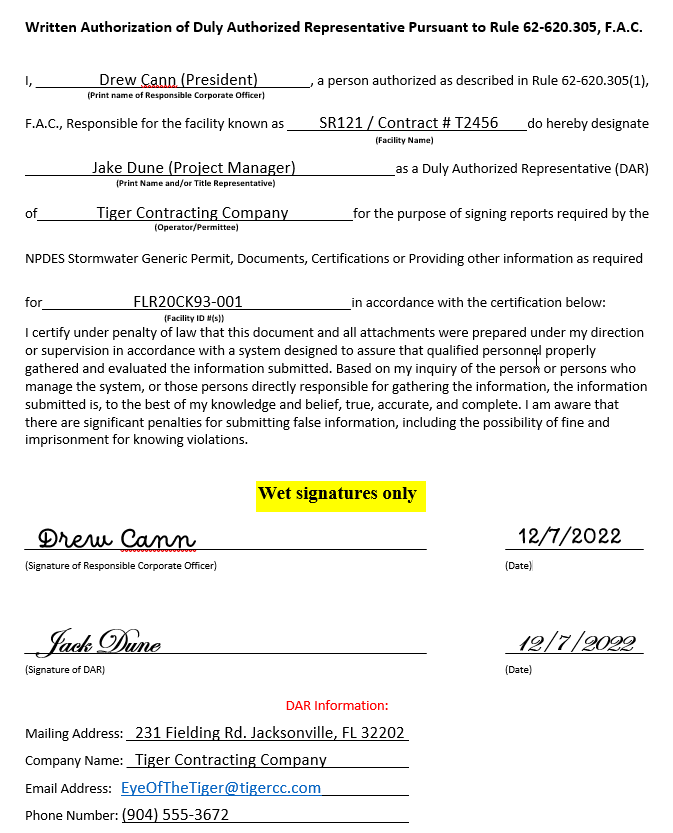 Written Authorization of Duly Authorized Representative Pursuant to Rule 62-620.305, F.A.C.
I, Drew Cann (President), a person authorized as described in Rule 62-620.305(1),
(Print name of Responsible Corporate Officer)
F.A.C., Responsible for the facility known as SR121 / Contract # T2456 do hereby designate
(Facility Name)
Jake Dune (Project Manager) as a Duly Authorized Representative (DAR)
(Print Name and/or Title Representative)
of Tiger Contracting Company for the purpose of signing reports required by the
(Operator/Permittee)
NPDES Stormwater Generic Permit, Documents, Certifications or Providing other information as required
for FLR20CK93-001 in accordance with the certification below:
(Facility ID #(s))
I certify under penalty of law that this document and all attachments were prepared under my direction
or supervision in accordance with a system designed to assure that qualified personnel properly
gathered and evaluated the information submitted. Based on my inquiry of the person or persons who
manage the system, or those persons directly responsible for gathering the information, the information
submitted is, to the best of my knowledge and belief, true, accurate, and complete. I am aware that
there are significant penalties for submitting false information, including the possibility of fine and
imprisonment for knowing violations.
Wet signatures only
Drew Cann 12/7/2022
(Signature of Responsible Corporate Officer) (Date)
Jack Dune 12/7/2022
(Signature of DAR) (Date)
DAR Information:
Mailing Address: 231 Fielding Rd. Jacksonville, FL 32202
Company Name: Tiger Contracting Company
Email Address: EyeOfTheTiger@tigercc.com
Phone Number: (904) 555-3672